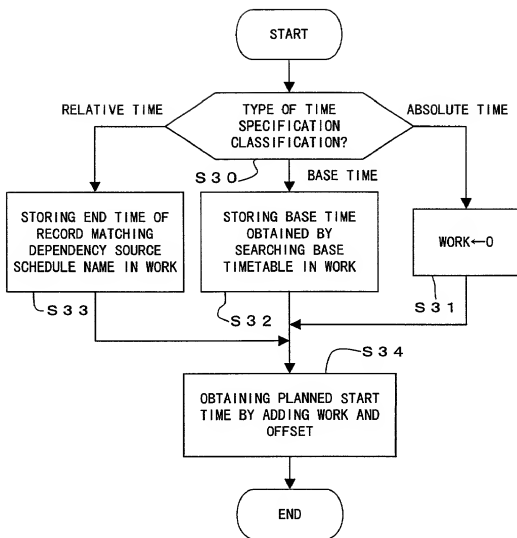 START
RELATIVE TIME
TYPE OF TIME
SPECIFICATION
CLASSIFICATION?
ABSOLUTE TIME
S30
BASE TIME
STORING END TIME OF
RECORD MATCHING
DEPENDENCY SOURCE
SCHEDULE NAME IN WORK
S33
STORING BASE TIME
OBTAINED BY
SEARCHING BASE
TIMETABLE IN WORK
S32
WORK←0
S31
S34
OBTAINING PLANNED START
TIME BY ADDING WORK AND
OFFSET
END